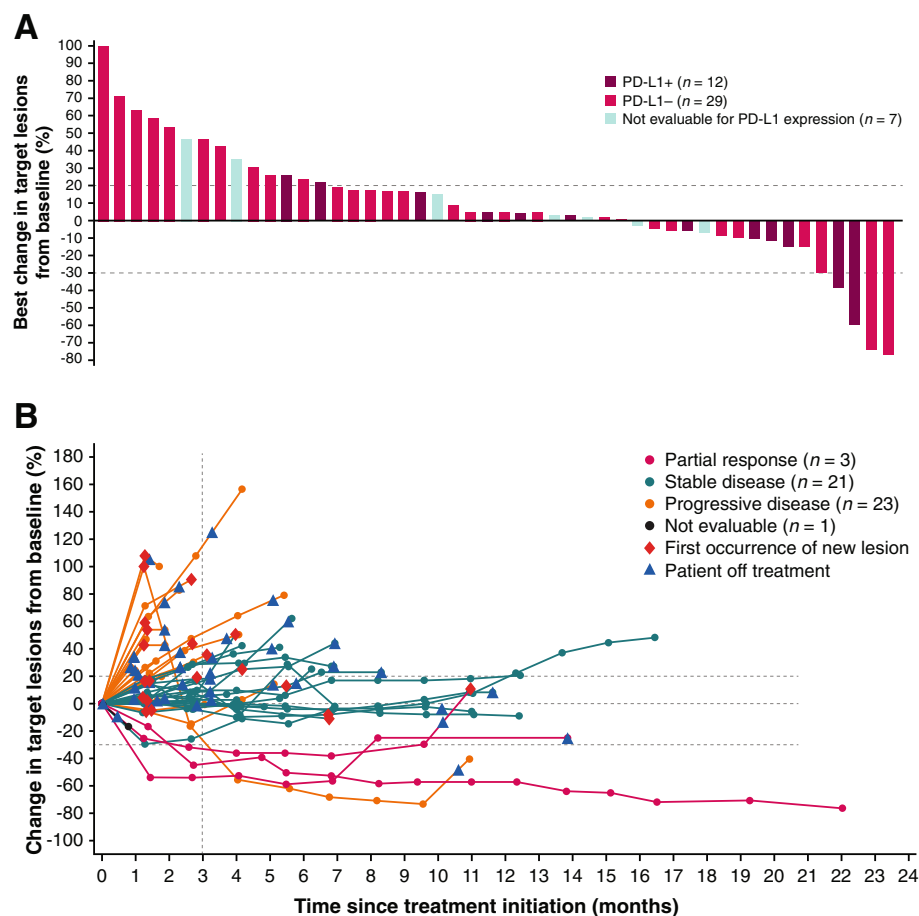 A
Best change in target lesions
from baseline (%)
100
90
80
70
60
50
40
30
20
10
0
-10
-20
-30
-40
-50
-60
-70
-80
PD-L1+ (n = 12)
PD-L1– (n = 29)
Not evaluable for PD-L1 expression (n = 7)
B
Change in target lesions from baseline (%)
180
160
140
120
100
80
60
40
20
0
-20
-40
-60
-80
-100
Partial response (n = 3)
Stable disease (n = 21)
Progressive disease (n = 23)
Not evaluable (n = 1)
First occurrence of new lesion
Patient off treatment
0 1 2 3 4 5 6 7 8 9 10 11 12 13 14 15 16 17 18 19 20 21 22 23 24
Time since treatment initiation (months)